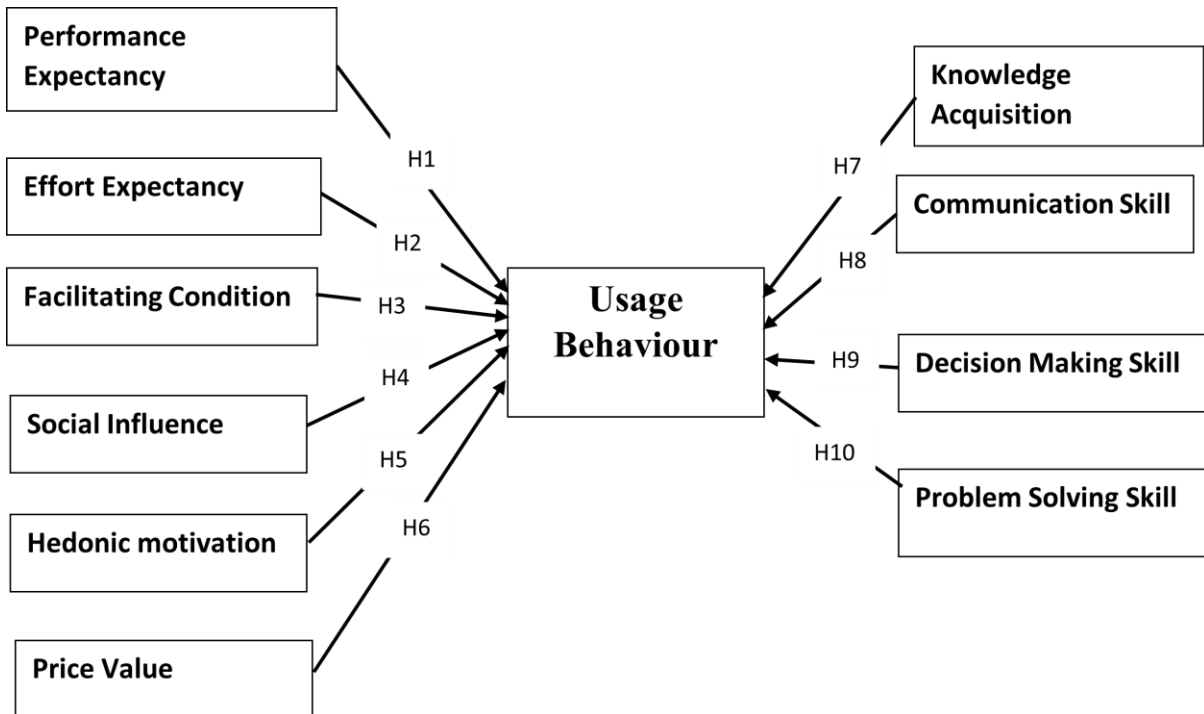 Performance
Expectancy
Effort Expectancy
Facilitating Condition
Social Influence
Hedonic motivation
Price Value
H1
H2
H3
H4
H5
H6
Usage
Behaviour
H7
H8
H9
H10
Knowledge
Acquisition
Communication Skill
Decision Making Skill
Problem Solving Skill